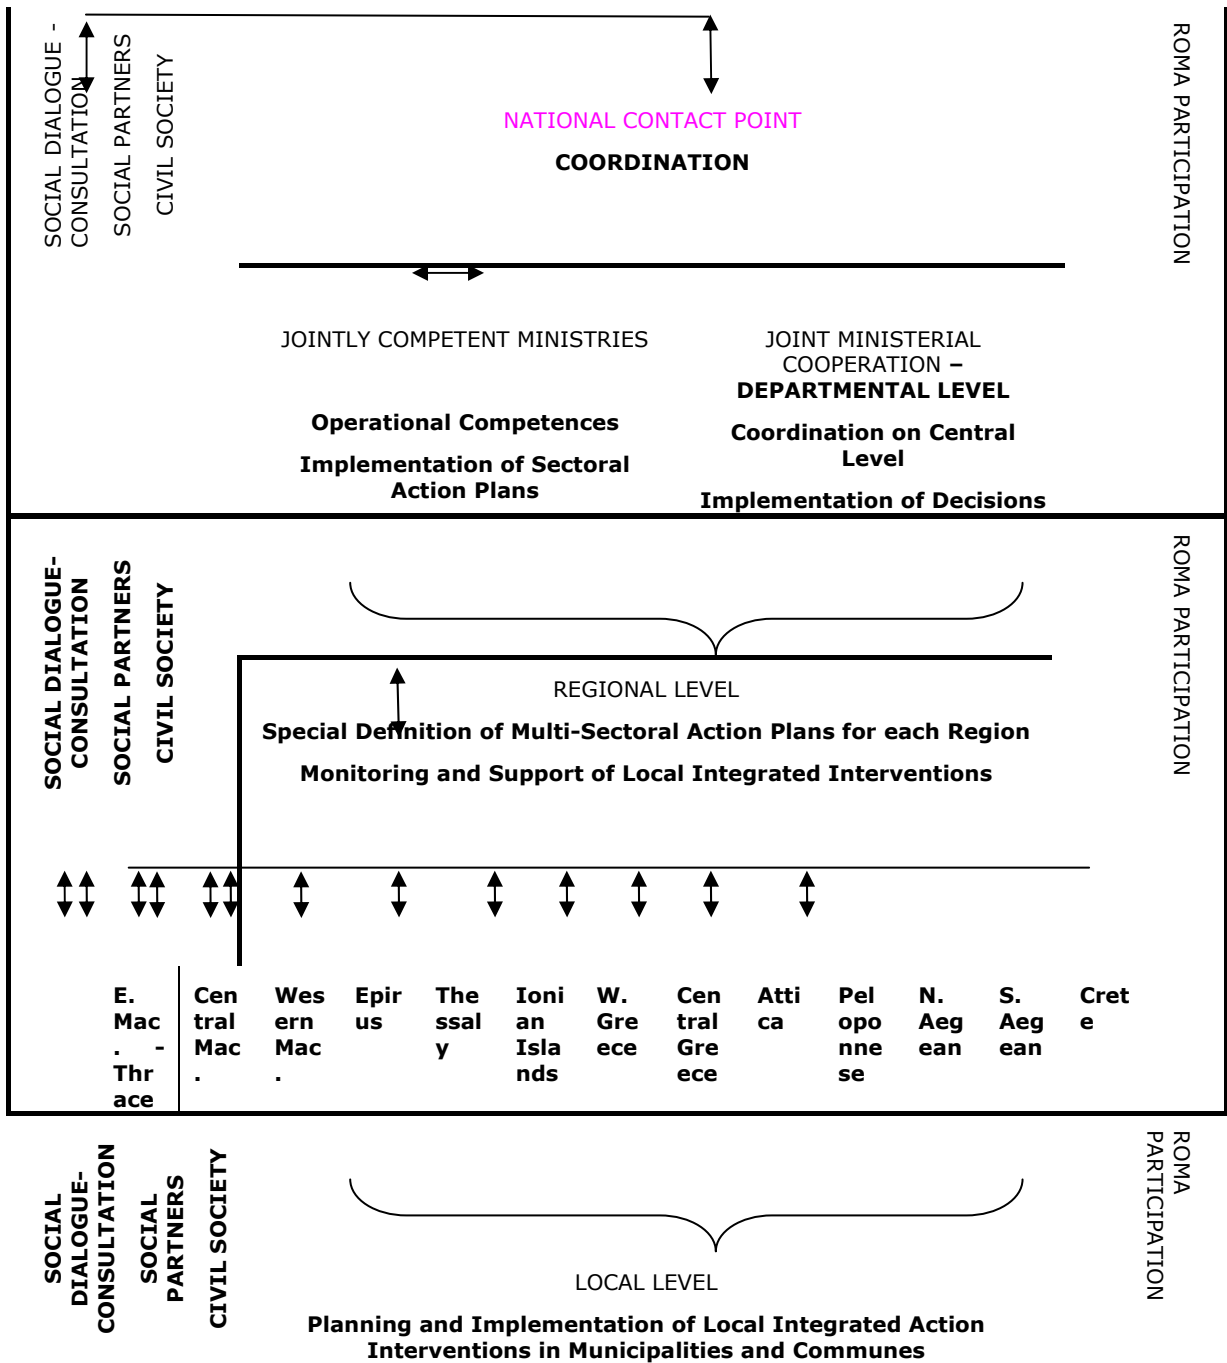 SOCIAL DIALOGUE -
CONSULTATION
SOCIAL PARTNERS
CIVIL SOCIETY
NATIONAL CONTACT POINT
COORDINATION
ROMA PARTICIPATION
JOINTLY COMPETENT MINISTRIES
Operational Competences
Implementation of Sectoral
Action Plans
JOINT MINISTERIAL
COOPERATION –
DEPARTMENTAL LEVEL
Coordination on Central
Level
Implementation of Decisions
SOCIAL DIALOGUE-
CONSULTATION
SOCIAL PARTNERS
CIVIL SOCIETY
REGIONAL LEVEL
Special Definition of Multi-Sectoral Action Plans for each Region
Monitoring and Support of Local Integrated Interventions
ROMA PARTICIPATION
E.
Mac
. -
Thr
ace
Cen
tral
Mac
.
Wes
ern
Mac
.
Epir
us
The
ssal
y
Ioni
an
Isla
nds
W.
Gre
ece
Cen
tral
Gre
ece
Atti
ca
Pel
opo
nne
se
N.
Aeg
ean
S.
Aeg
ean
Cret
e
SOCIAL
DIALOGUE-
CONSULTATION
SOCIAL
PARTNERS
CIVIL SOCIETY
LOCAL LEVEL
Planning and Implementation of Local Integrated Action
Interventions in Municipalities and Communes
ROMA
PARTICIPATION